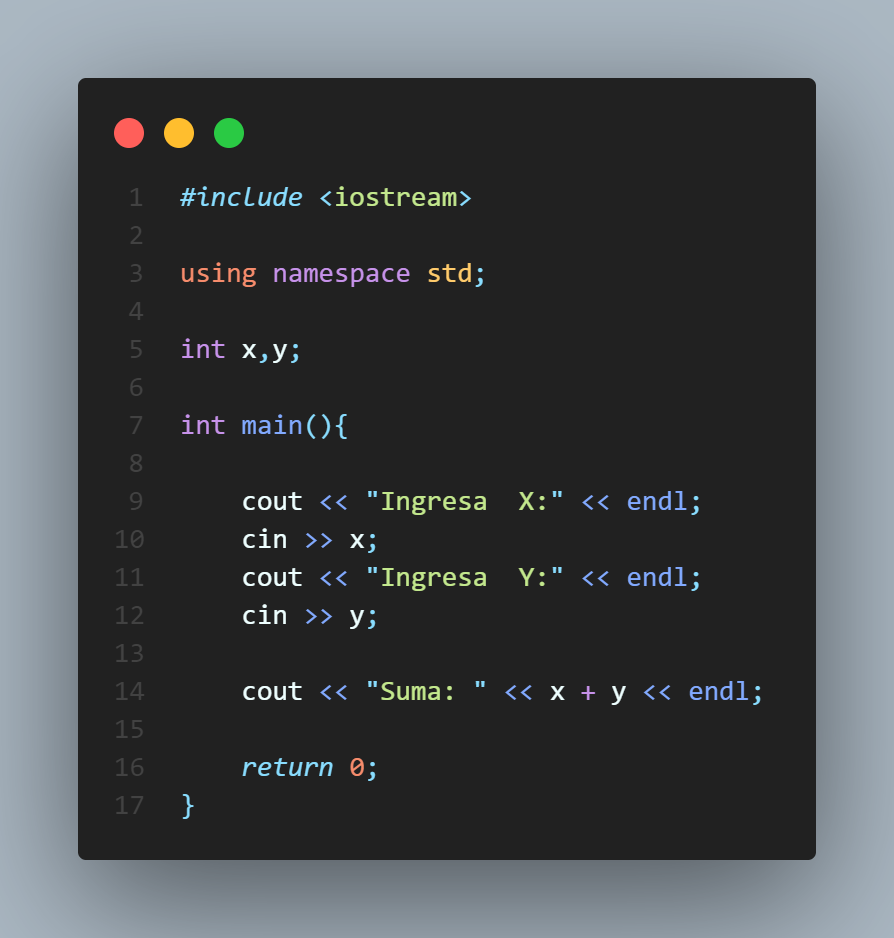 1 #include <iostream>
2
3 using namespace std;
4
5 int x,y;
6
7 int main(){
8
9     cout << "Ingresa  X:" << endl;
10     cin >> x;
11     cout << "Ingresa  Y:" << endl;
12     cin >> y;
13
14     cout << "Suma: " << x + y << endl;
15
16     return 0;
17 }